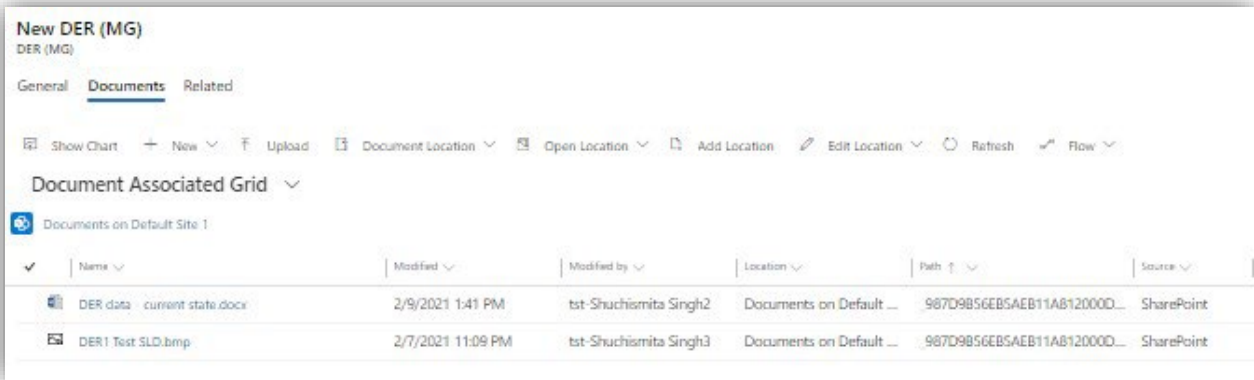 New DER (MG)
DER (MG)
General Documents Related
Show Chart New Upload Document Location Open Location Add Location Edit Location Refresh Flow
Document Associated Grid
Documents on Default Site 1
Name Modified Modified by Location Path Source
DER data - current state.docx 2/9/2021 1:41 PM tst-Shuchismita Singh2 Documents on Default ... 987D9B56EB5AEB11A812000D... SharePoint
DER1 Test SLD.bmp 2/7/2021 11:09 PM tst-Shuchismita Singh3 Documents on Default ... 987D9B56EB5AEB11A812000D... SharePoint